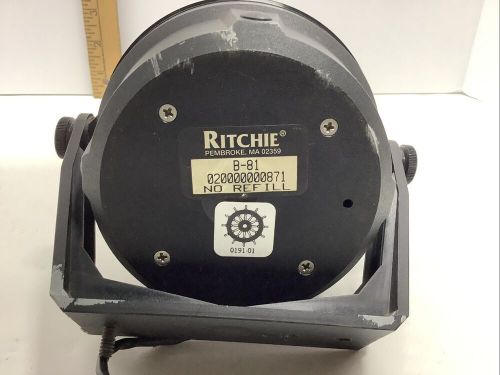 RITCHIE®
PEMBROKE, MA 02359
B-81
020000000871
NO REFILL
0191-01